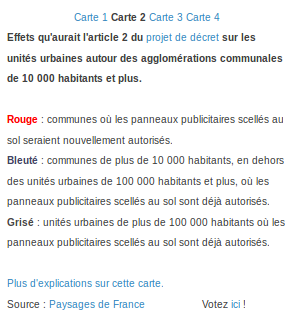 Carte 1 Carte 2 Carte 3 Carte 4
Effets qu'aurait l'article 2 du projet de décret sur les
unités urbaines autour des agglomérations communales
de 10 000 habitants et plus.
Rouge : communes où les panneaux publicitaires scellés au
sol seraient nouvellement autorisés.
Bleuté : communes de plus de 10 000 habitants, en dehors
des unités urbaines de 100 000 habitants et plus, où les
panneaux publicitaires scellés au sol sont déjà autorisés.
Grisé : unités urbaines de plus de 100 000 habitants où les
panneaux publicitaires scellés au sol sont déjà autorisés.
Plus d'explications sur cette carte.
Source : Paysages de France Votez ici !